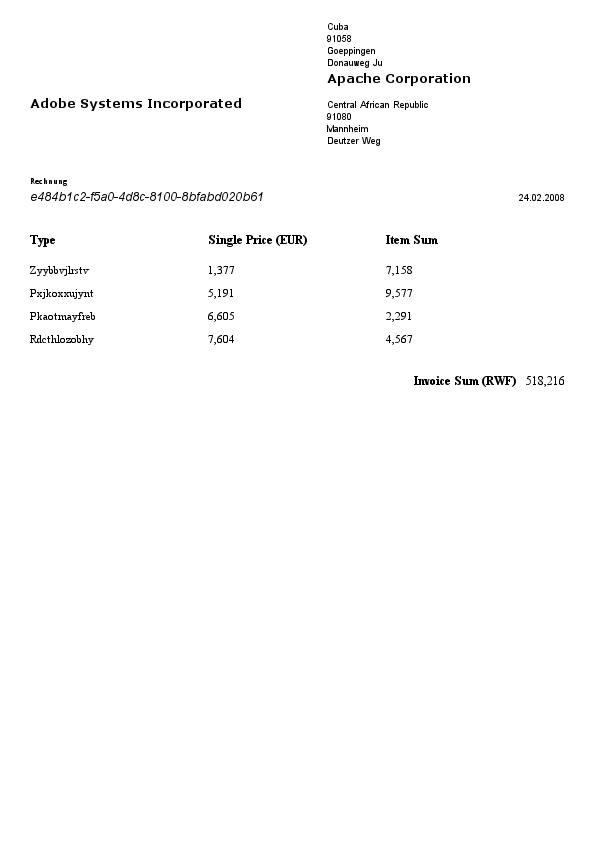 Cuba
91058
Goeppingen
Donauweg Ju
Apache Corporation
Adobe Systems Incorporated
Central African Republic
91080
Mannheim
Deutzer Weg
Rechnung
e484b1c2-f5a0-4d8c-8100-8bfabd020b61 24.02.2008
Type Single Price (EUR) Item Sum
Zyybbvjhstv 1,377 7,158
Pxjkoxxujynt 5,191 9,577
Pkaotmayfreb 6,605 2,291
Rdcthlozobhy 7,604 4,567
Invoice Sum (RWF) 518,216